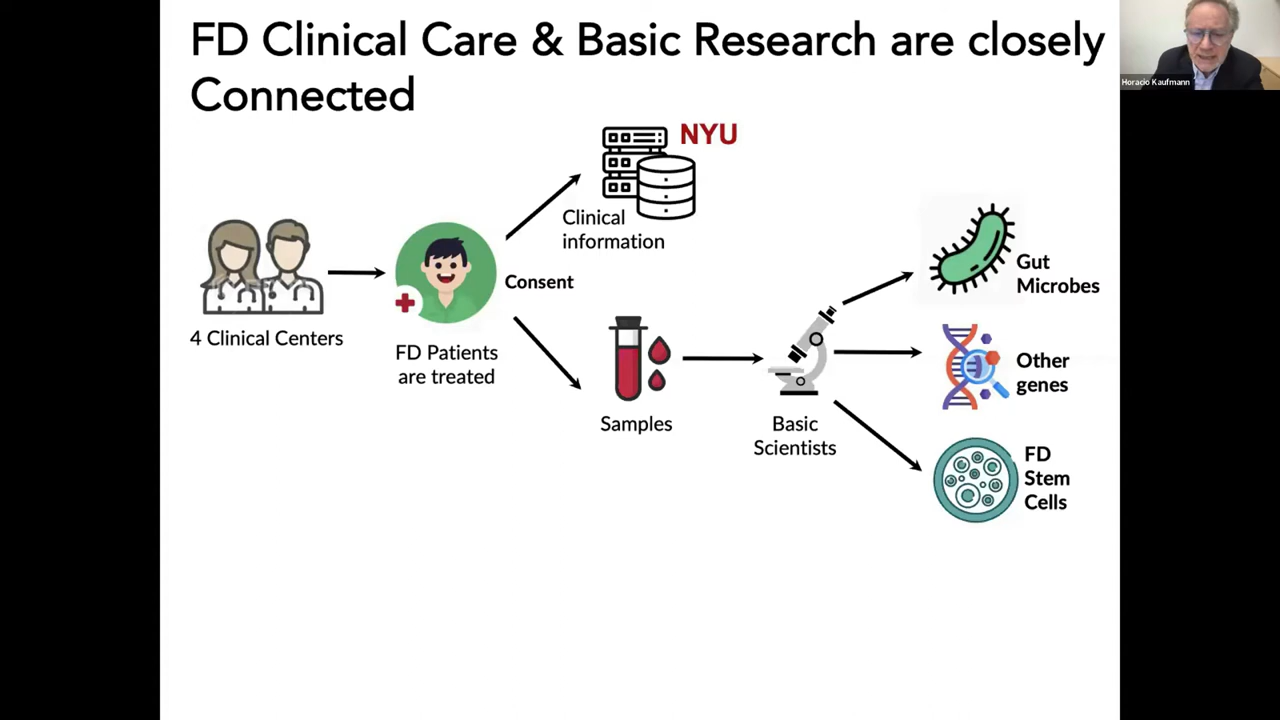 FD Clinical Care & Basic Research are closely
Connected
Horacio Kaufmann
NYU
Clinical
information
4 Clinical Centers
FD Patients
are treated
Consent
Samples
Basic
Scientists
Gut
Microbes
Other
genes
FD
Stem
Cells